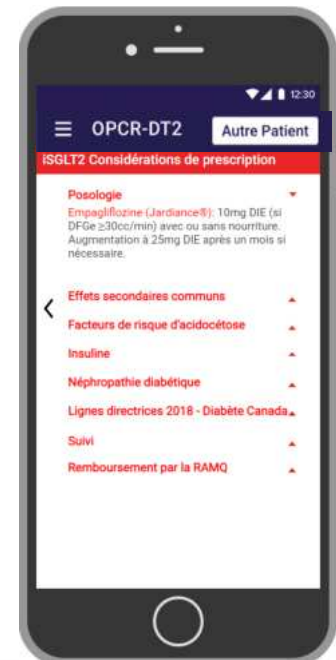 12:30
OPCR-DT2
Autre Patient
iSGLT2 Considérations de prescription
Posologie
Empagliflozine (Jardiance®): 10mg DIE (si
DFGe ≥30cc/min) avec ou sans nourriture.
Augmentation à 25mg DIE après un mois si
nécessaire.
Effets secondaires communs
Facteurs de risque d'acidocétose
Insuline
Néphropathie diabétique
Lignes directrices 2018 - Diabète Canada
Suivi
Remboursement par la RAMQ